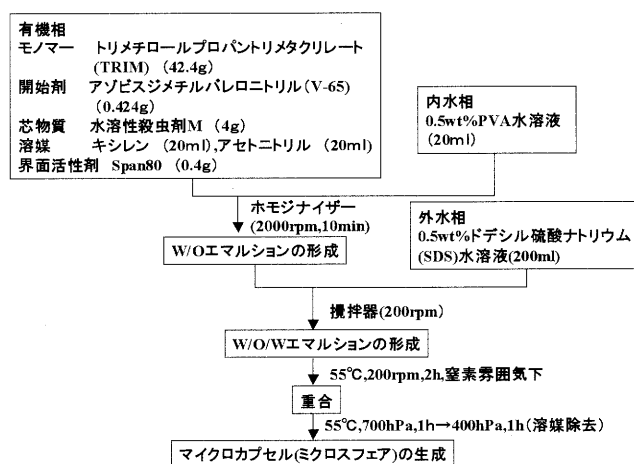 有機相
モノマー トリメチロールプロパントリメタクリレート
(TRIM) (42.4g)
開始剤 アゾビスジメチルバレロニトリル(V-65)
(0.424g)
芯物質 水溶性殺虫剤M (4g)
溶媒 キシレン (20ml),アセトニトリル (20ml)
界面活性剤 Span80 (0.4g)
内水相
0.5wt%PVA水溶液
(20ml)
ホモジナイザー
(2000rpm,10min)
W/Oエマルションの形成
外水相
0.5wt%ドデシル硫酸ナトリウム
(SDS)水溶液(200ml)
攪拌器(200rpm)
W/O/Wエマルションの形成
55℃,200rpm,2h,窒素雰囲気下
重合
55℃,700hPa,1h→400hPa,1h(溶媒除去)
マイクロカプセル(ミクロスフェア)の生成